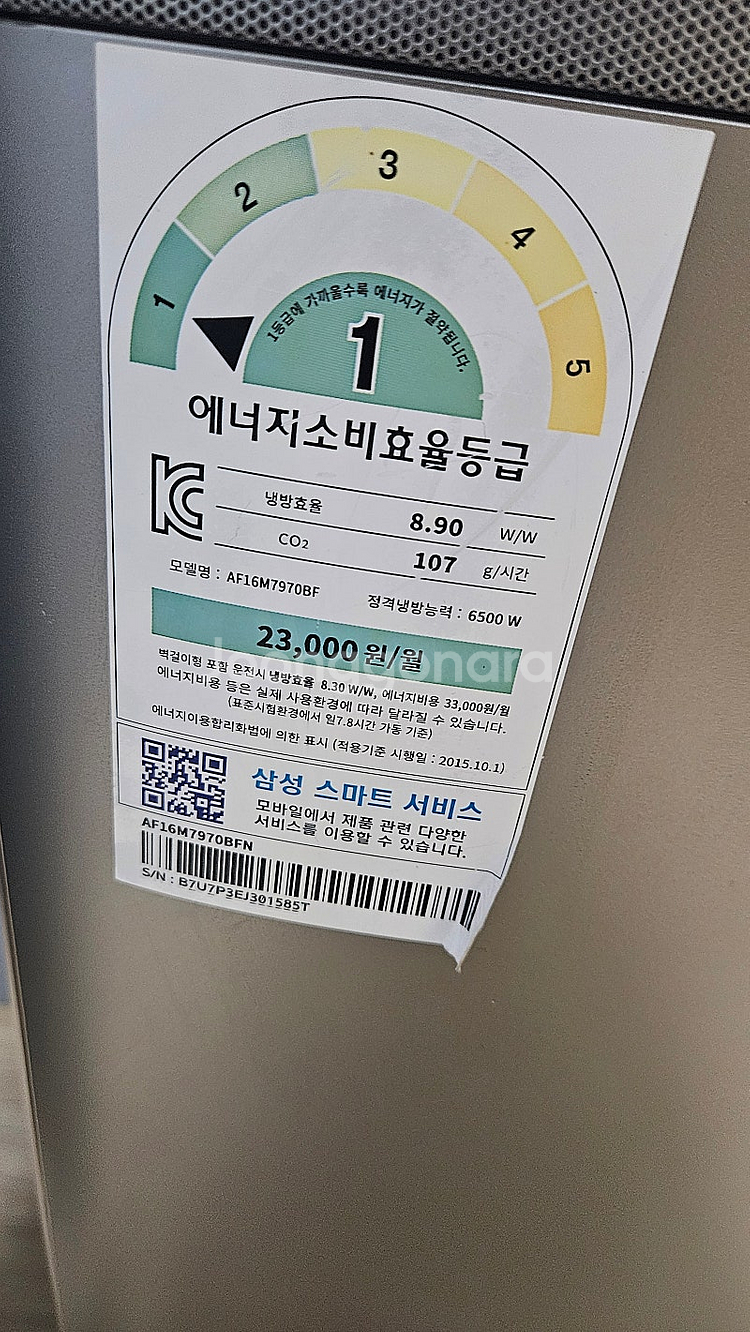 1
2
3
4
5
1등급에 가까울수록 에너지가 절약됩니다.
1
에너지소비효율등급
냉방효율 8.90 W/W
CO₂ 107 g/시간
모델명 : AF16M7970BF 정격냉방능력 : 6500 W
23,000원/월
벽걸이형 포함 운전시 냉방효율 8.30 W/W, 에너지비용 33,000원/월
에너지비용 등은 실제 사용환경에 따라 달라질 수 있습니다.
(표준시험환경에서 일7.8시간 가동 기준)
에너지이용합리화법에 의한 표시 (적용기준 시행일 : 2015.10.1)
삼성 스마트 서비스
모바일에서 제품 관련 다양한
서비스를 이용할 수 있습니다.
AF16M7970BFN
S/N : B7U7P3EJ301585T
joonggonara